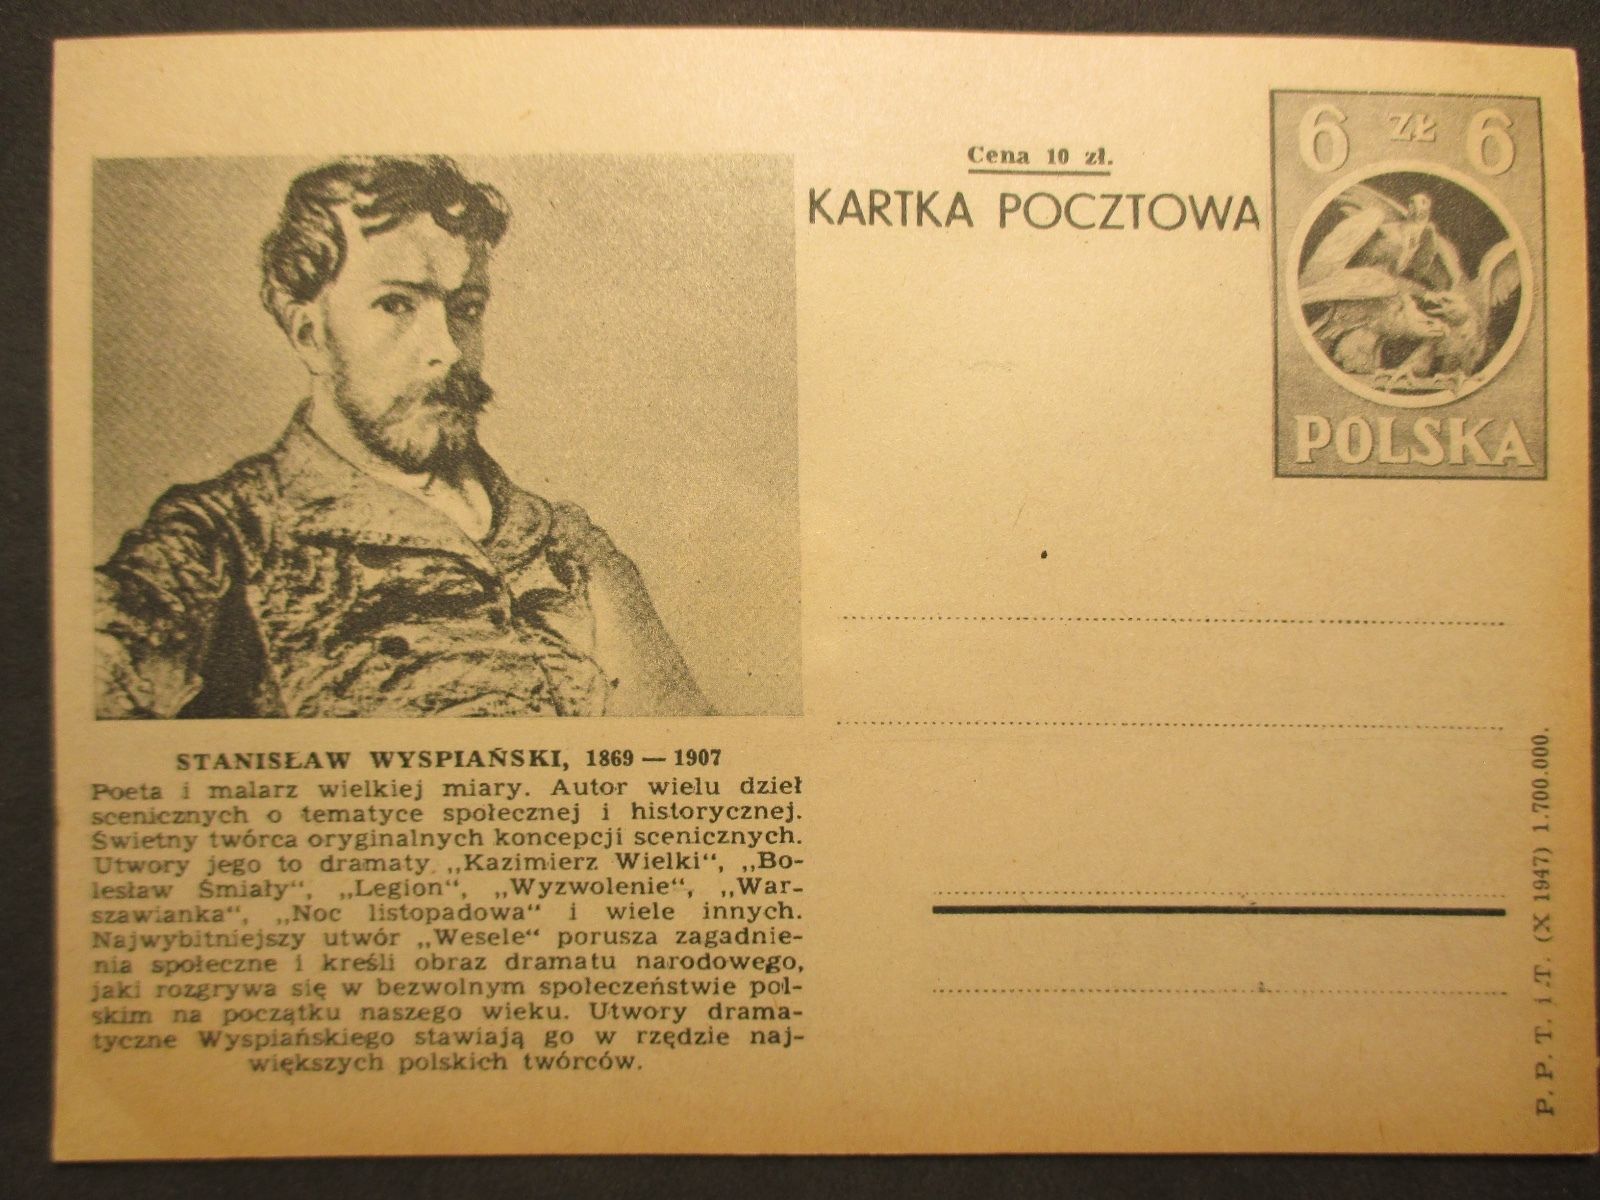 Cena 10 zł.
KARTKA POCZTOWA
6 ZŁ 6
POLSKA
STANISŁAW WYSPIAŃSKI, 1869 — 1907
Poeta i malarz wielkiej miary. Autor wielu dzieł
scenicznych o tematyce społecznej i historycznej.
Świetny twórca oryginalnych koncepcji scenicznych.
Utwory jego to dramaty „Kazimierz Wielki“, „Bo-
lesław Śmiały“, „Legion“, „Wyzwolenie“, „War-
szawianka“, „Noc listopadowa“ i wiele innych.
Najwybitniejszy utwór „Wesele“ porusza zagadnie-
nia społeczne i kreśli obraz dramatu narodowego,
jaki rozgrywa się w bezwolnym społeczeństwie pol-
skim na początku naszego wieku. Utwory drama-
tyczne Wyspiańskiego stawiają go w rzędzie naj-
większych polskich twórców.
P. P. T. i T. (X 1947) 1.700.000.